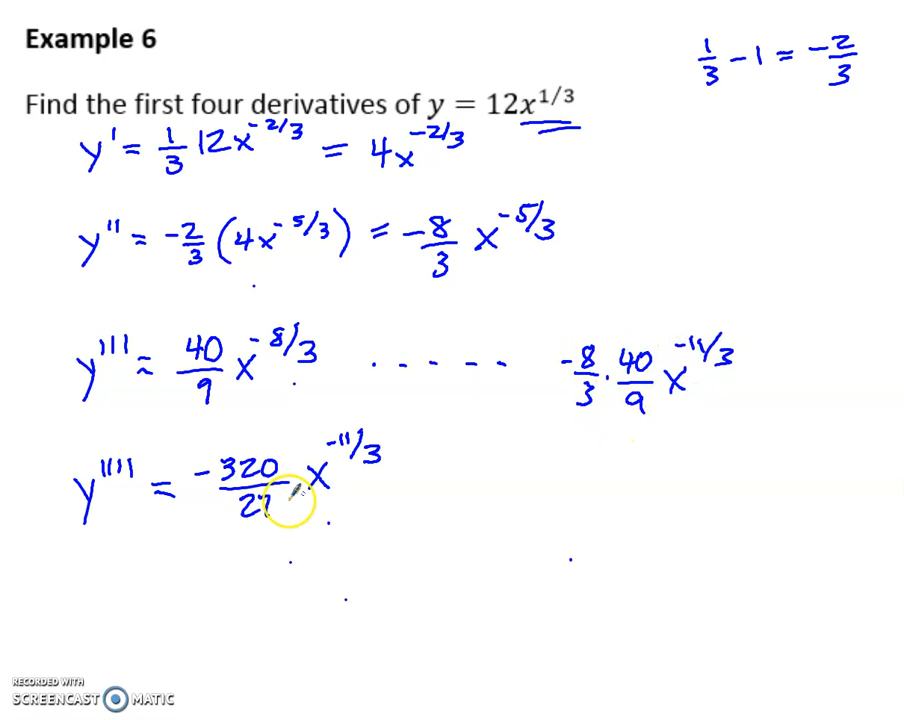 Example 6
1/3 - 1 = -2/3
Find the first four derivatives of y = 12x^{1/3}
y' = 1/3 12x^{-2/3} = 4x^{-2/3}
y'' = -2/3 (4x^{-5/3}) = -8/3 x^{-5/3}
y''' = 40/9 x^{-8/3} ...... -8/3 · 40/9 x^{-11/3}
y'''' = -320/27 x^{-11/3}
RECORDED WITH
SCREENCAST MATIC